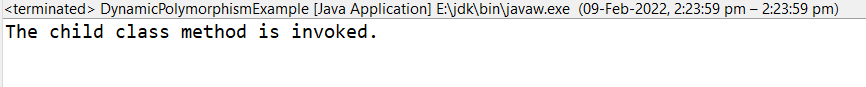 <terminated> DynamicPolymorphismExample [Java Application] E:\jdk\bin\javaw.exe (09-Feb-2022, 2:23:59 pm – 2:23:59 pm)
The child class method is invoked.